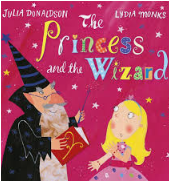 JULIA DONALDSON LYDIA MONKS
The
Princess
and the Wizard